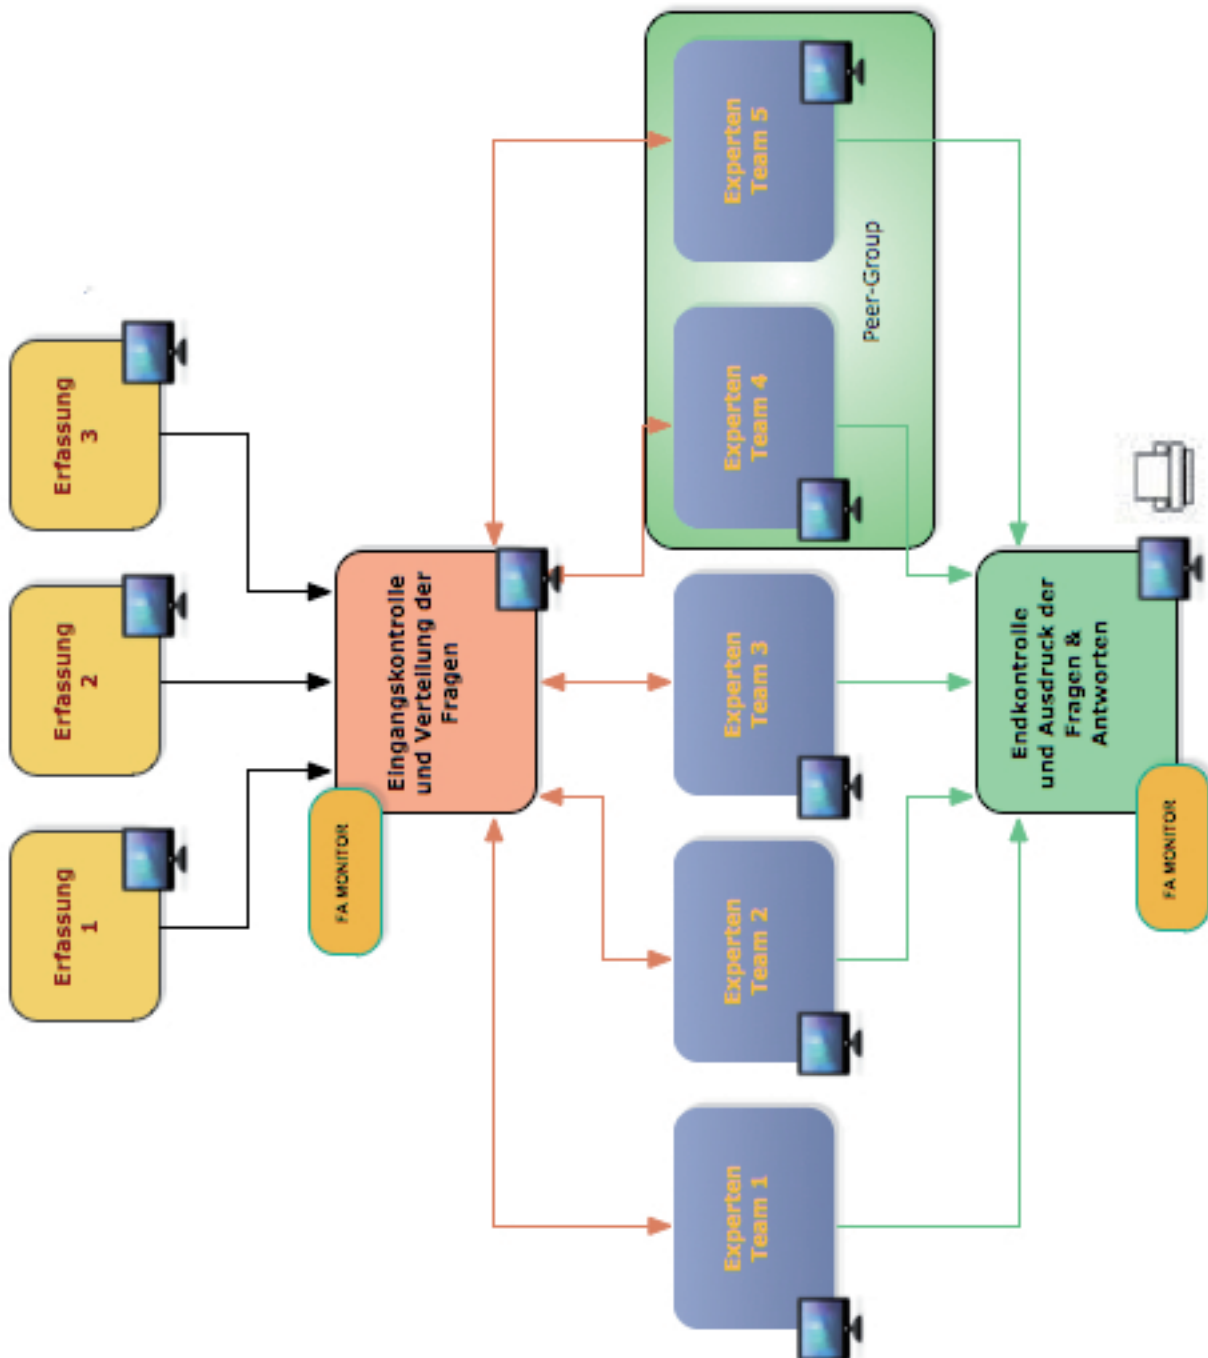 Erfassung
1
Erfassung
2
Erfassung
3
FA MONITOR
Eingangskontrolle
und Verteilung der
Fragen
Experten
Team 1
Experten
Team 2
Experten
Team 3
Experten
Team 4
Experten
Team 5
Peer-Group
FA MONITOR
Endkontrolle
und Ausdruck der
Fragen &
Antworten